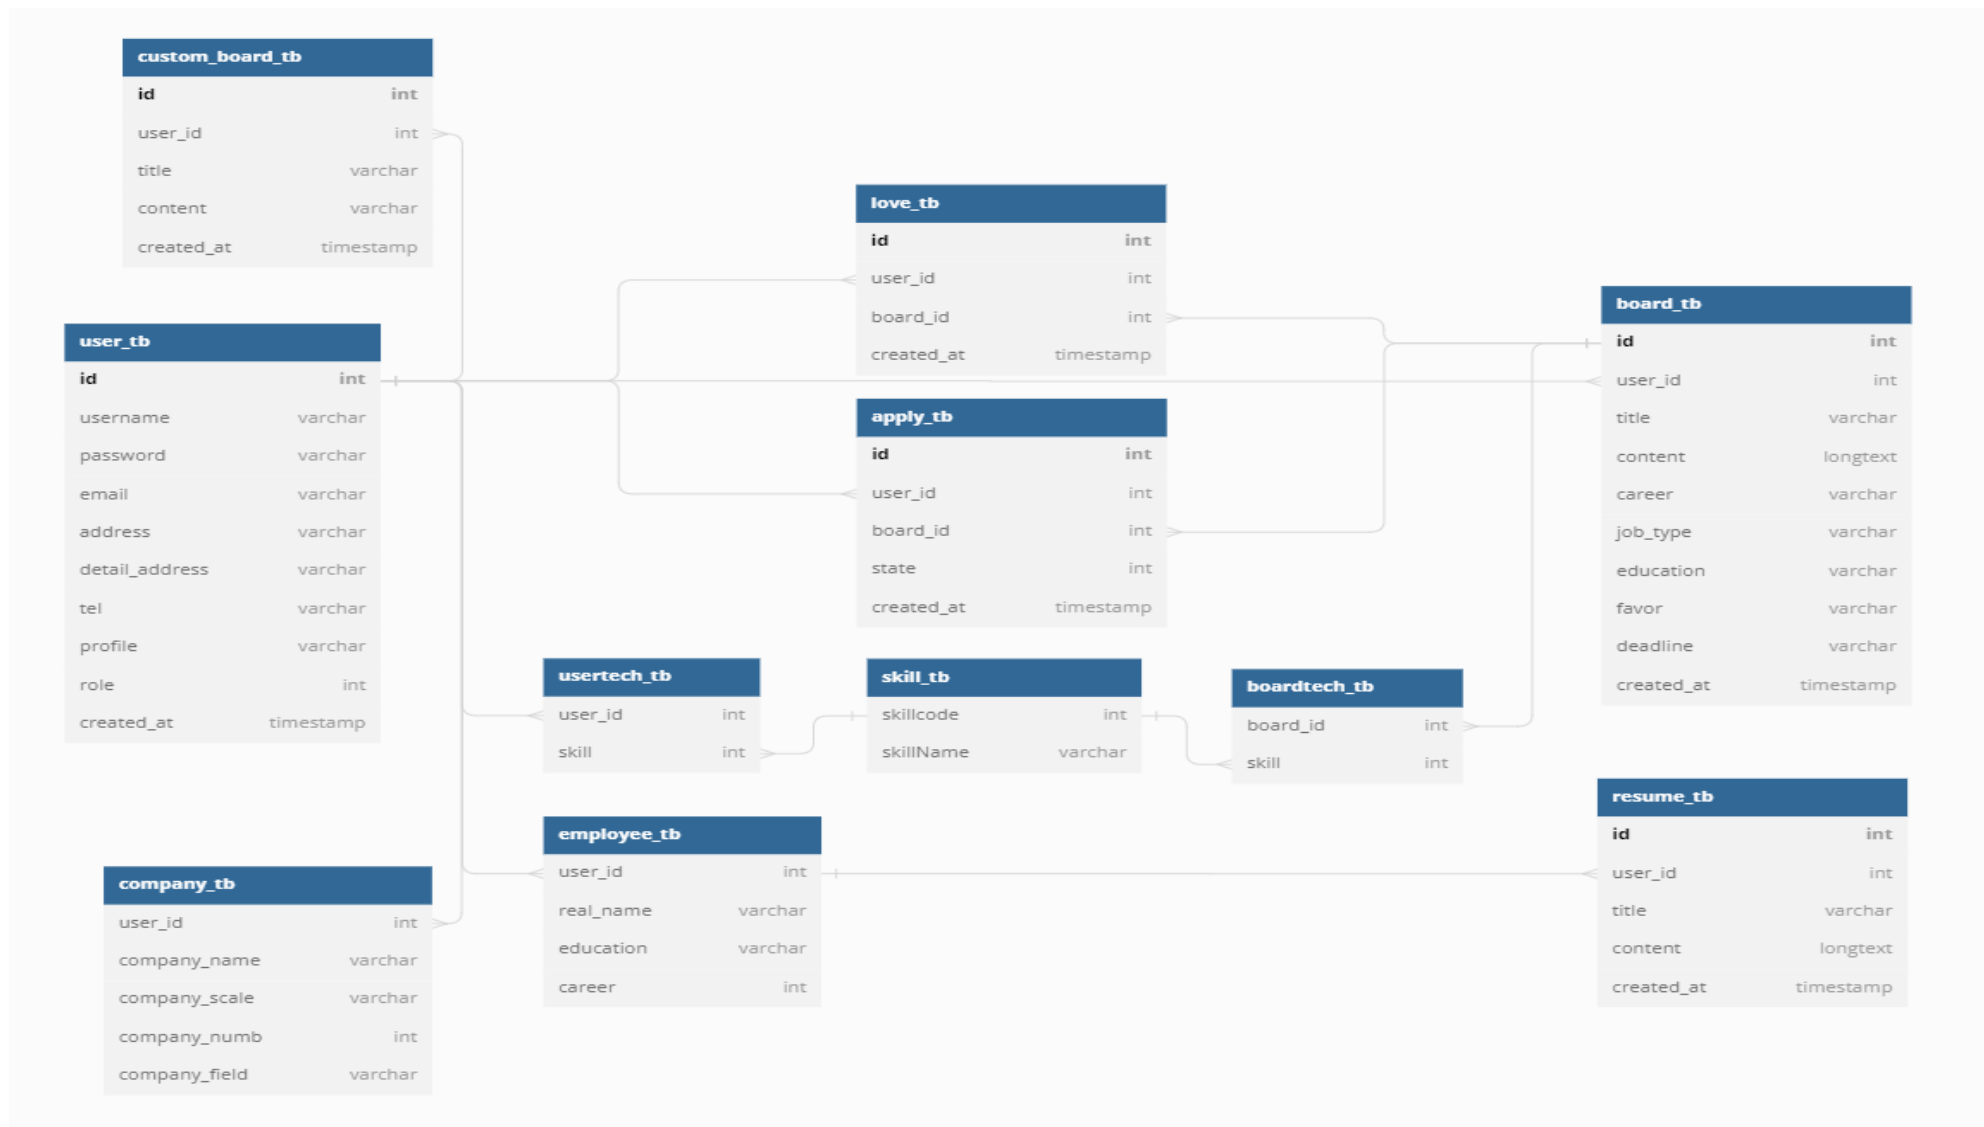 custom_board_tb
id int
user_id int
title varchar
content varchar
created_at timestamp
user_tb
id int
username varchar
password varchar
email varchar
address varchar
detail_address varchar
tel varchar
profile varchar
role int
created_at timestamp
company_tb
user_id int
company_name varchar
company_scale varchar
company_numb int
company_field varchar
love_tb
id int
user_id int
board_id int
created_at timestamp
apply_tb
id int
user_id int
board_id int
state int
created_at timestamp
usertech_tb
user_id int
skill int
skill_tb
skillcode int
skillName varchar
boardtech_tb
board_id int
skill int
employee_tb
user_id int
real_name varchar
education varchar
career int
board_tb
id int
user_id int
title varchar
content longtext
career varchar
job_type varchar
education varchar
favor varchar
deadline varchar
created_at timestamp
resume_tb
id int
user_id int
title varchar
content longtext
created_at timestamp